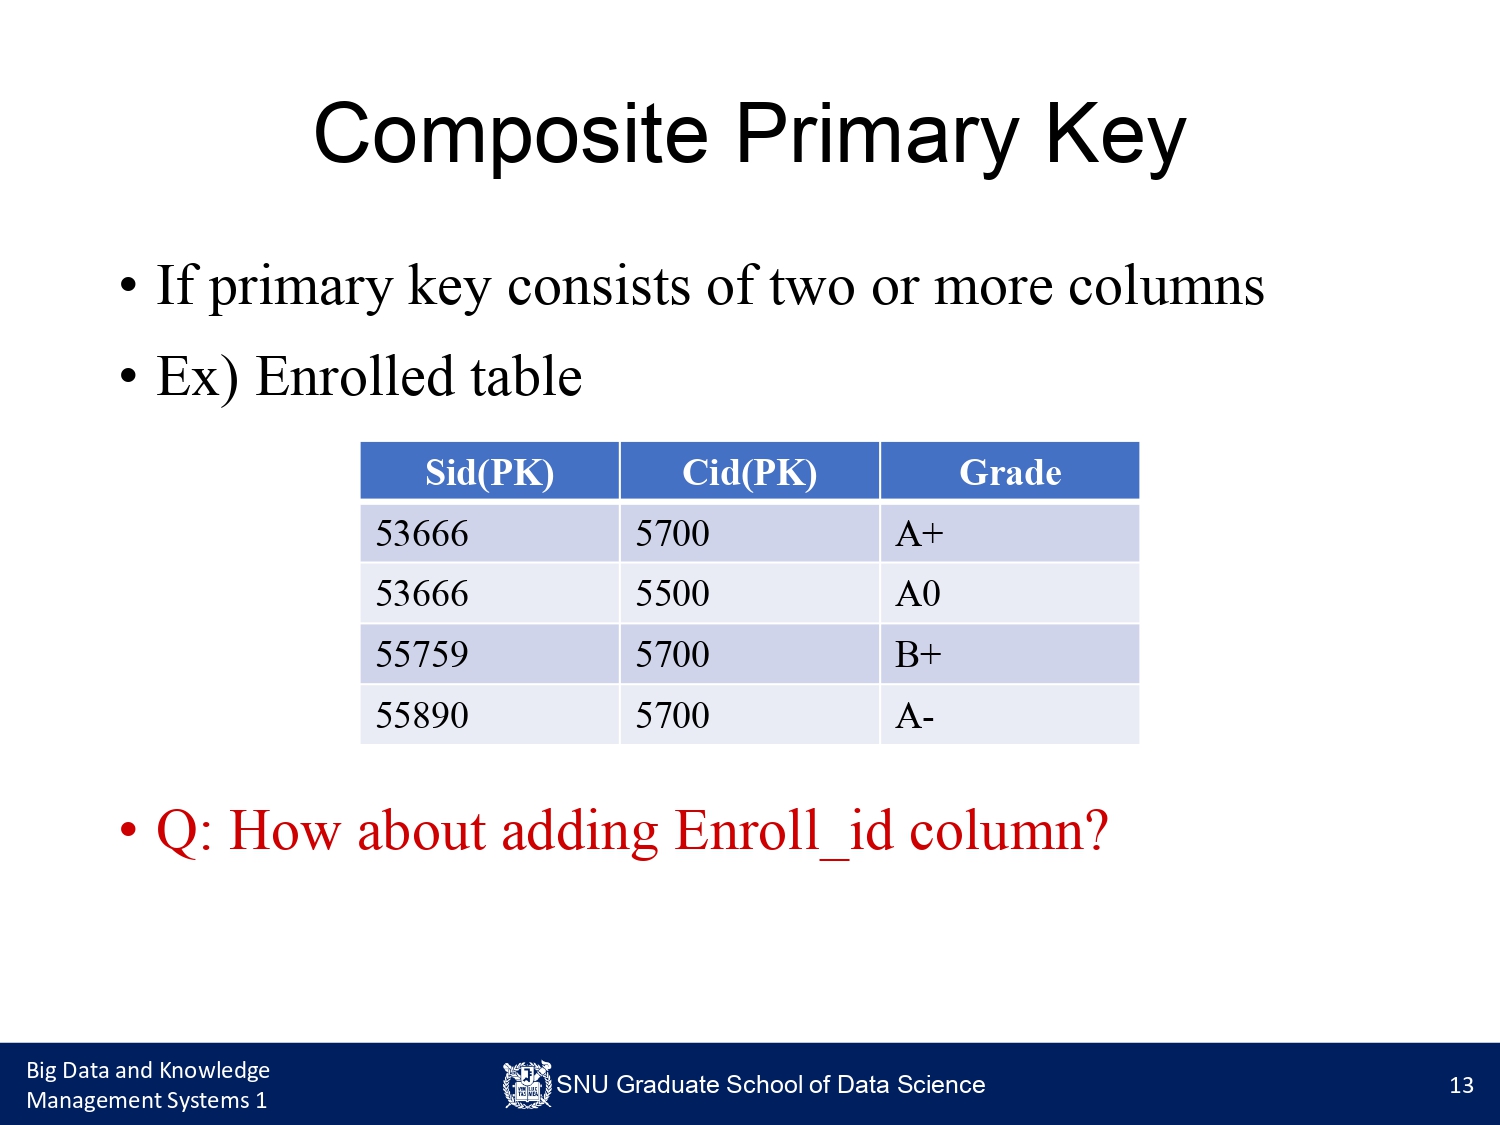 Composite Primary Key
• If primary key consists of two or more columns
• Ex) Enrolled table
Sid(PK) Cid(PK) Grade
53666 5700 A+
53666 5500 A0
55759 5700 B+
55890 5700 A-
• Q: How about adding Enroll_id column?
Big Data and Knowledge
Management Systems 1
SNU Graduate School of Data Science
13